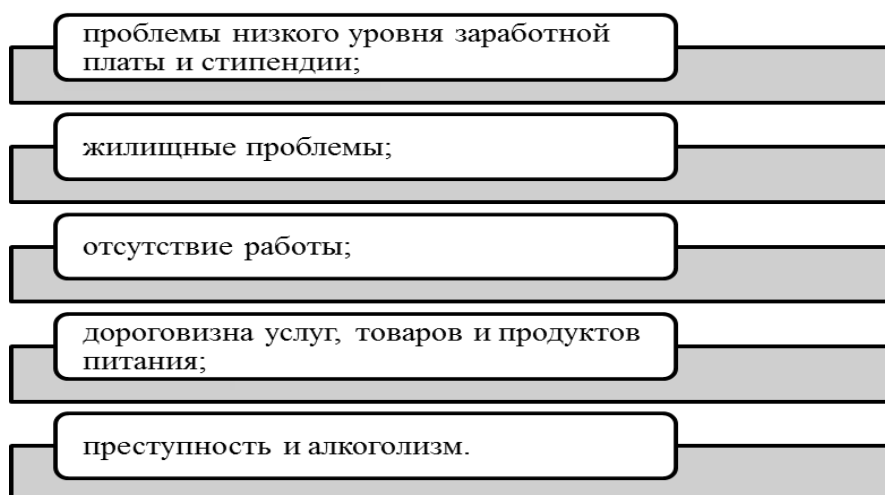 проблемы низкого уровня заработной
платы и стипендии;
жилищные проблемы;
отсутствие работы;
дороговизна услуг, товаров и продуктов
питания;
преступность и алкоголизм.